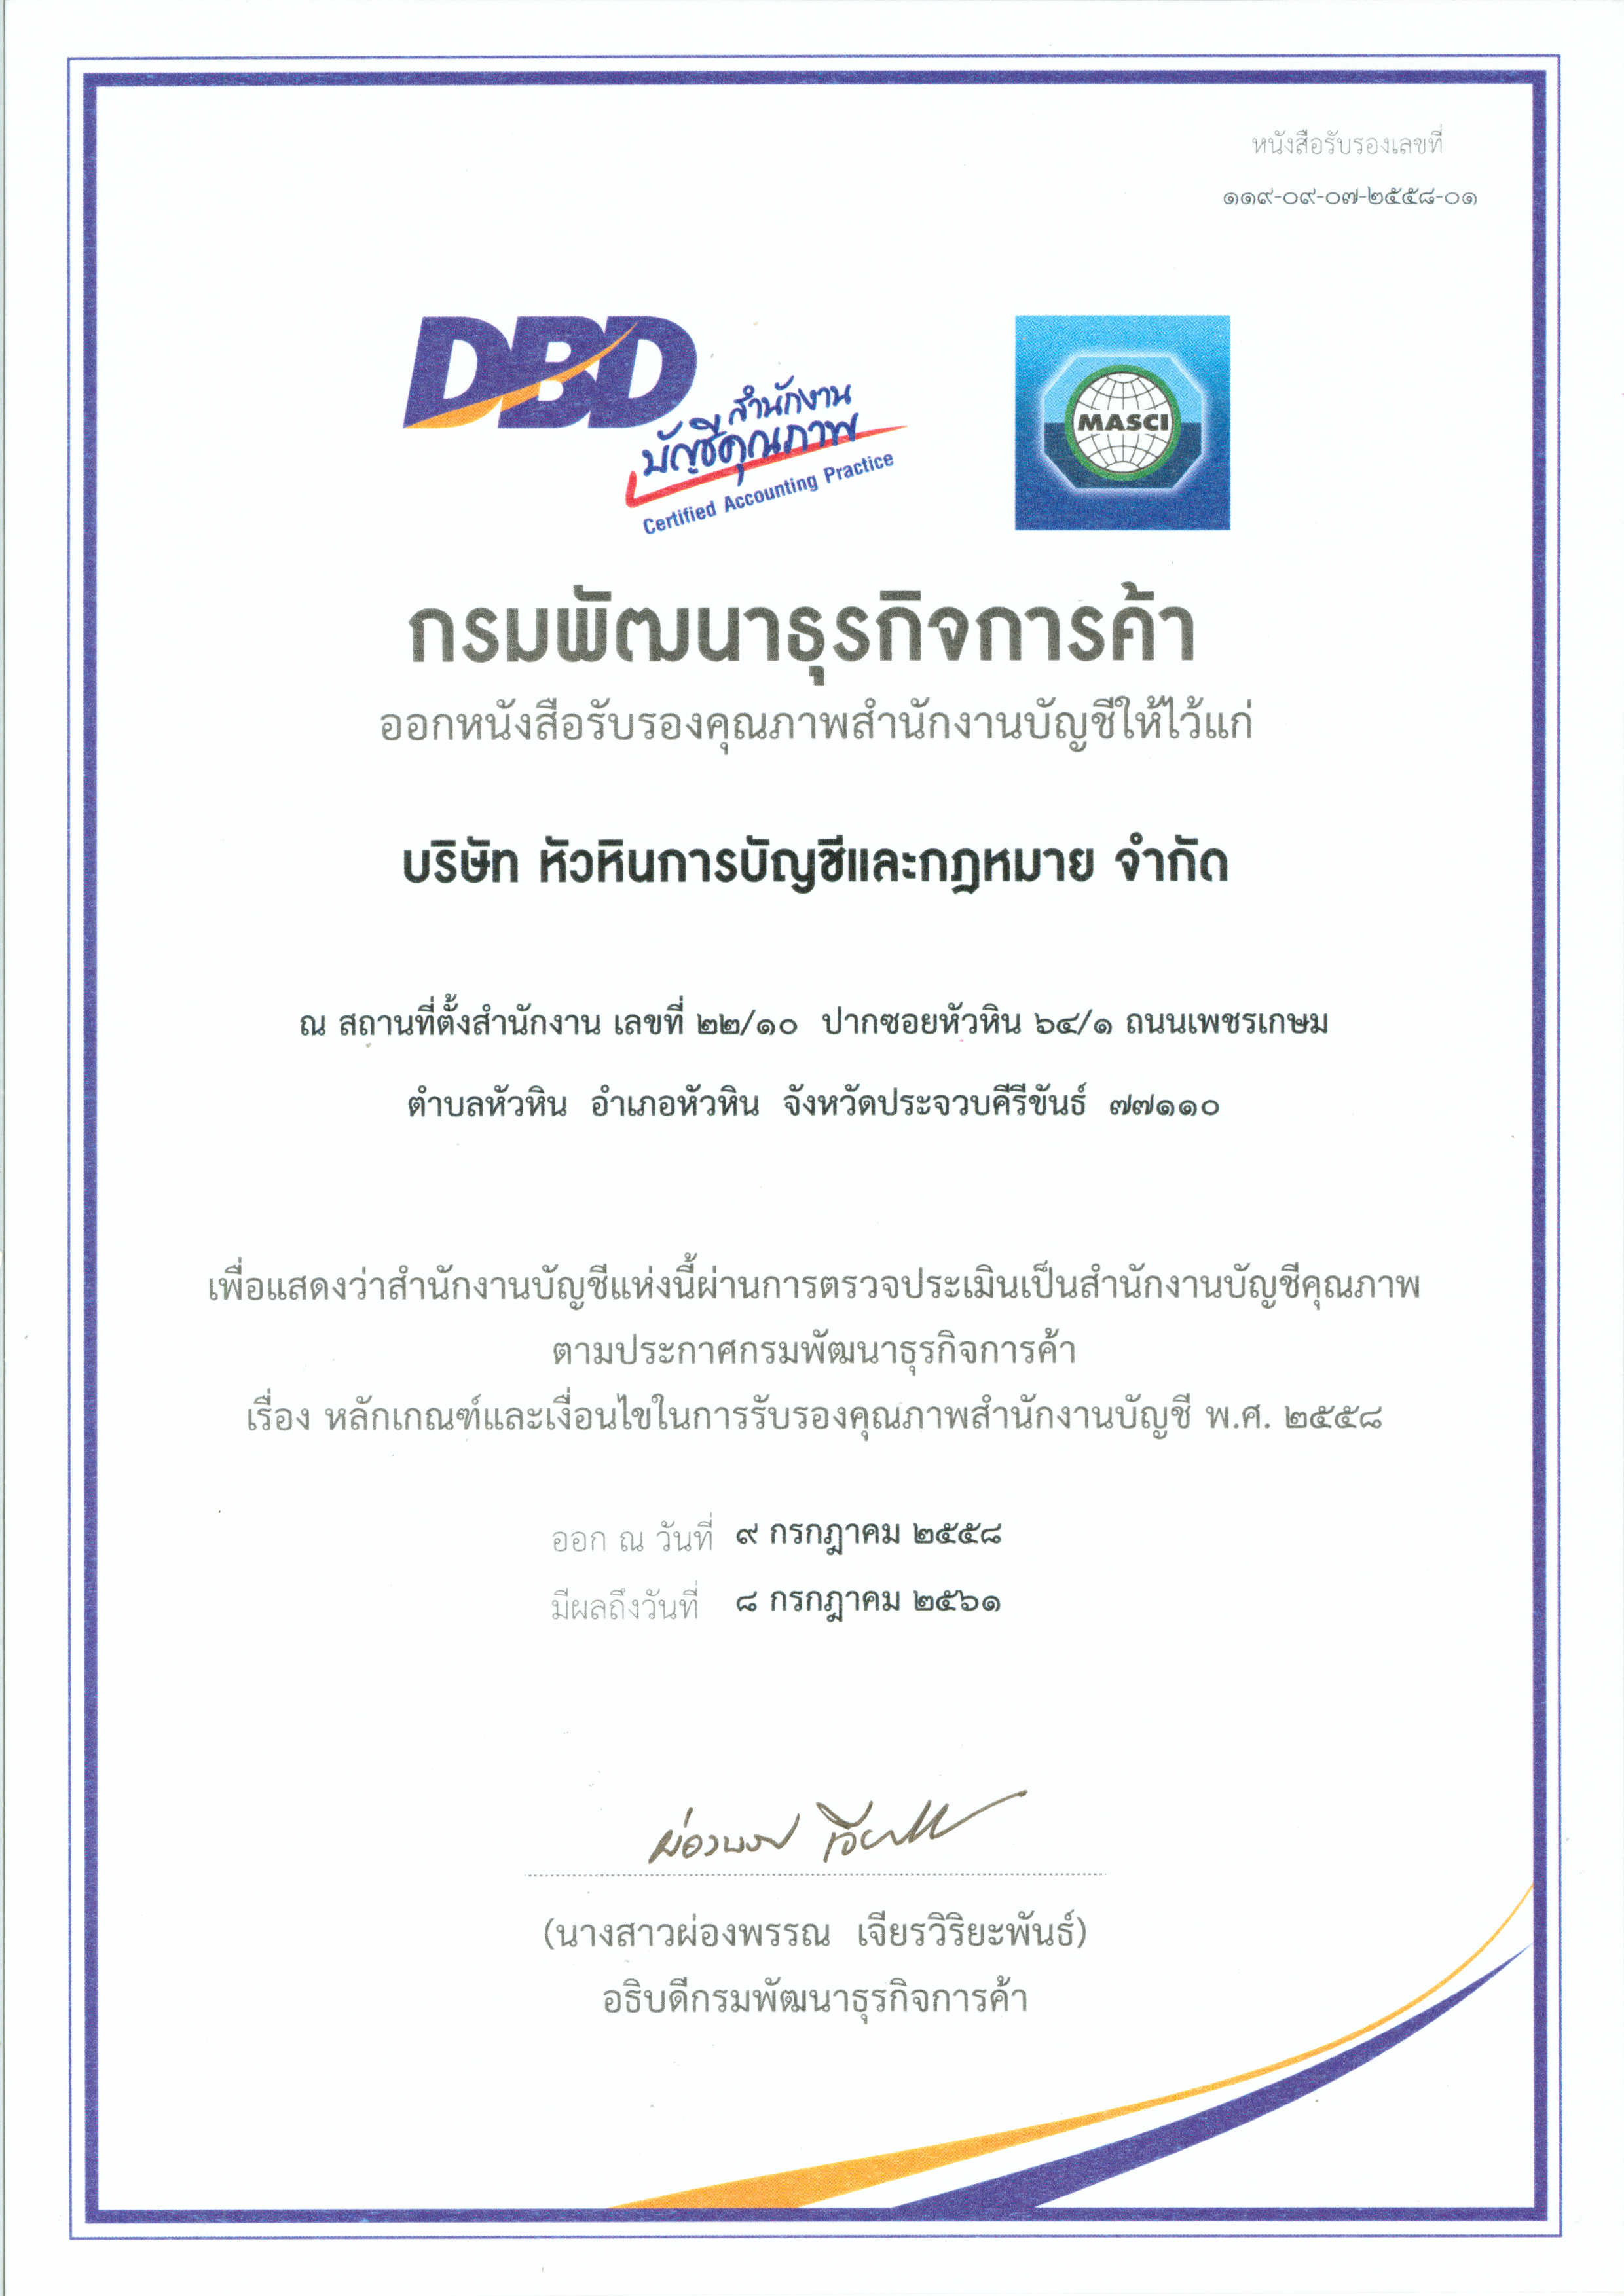 หนังสือรับรองเลขที่
๑๑๙-๐๙-๐๗-๒๕๕๘-๐๑
DBD
สำนักงาน
บัญชีคุณภาพ
Certified Accounting Practice
MASCI
กรมพัฒนาธุรกิจการค้า
ออกหนังสือรับรองคุณภาพสำนักงานบัญชีให้ไว้แก่
บริษัท หัวหินการบัญชีและกฎหมาย จำกัด
ณ สถานที่ตั้งสำนักงาน เลขที่ ๒๒/๑๐ ปากซอยหัวหิน ๖๔/๑ ถนนเพชรเกษม
ตำบลหัวหิน อำเภอหัวหิน จังหวัดประจวบคีรีขันธ์ ๗๗๑๑๐
เพื่อแสดงว่าสำนักงานบัญชีแห่งนี้ผ่านการตรวจประเมินเป็นสำนักงานบัญชีคุณภาพ
ตามประกาศกรมพัฒนาธุรกิจการค้า
เรื่อง หลักเกณฑ์และเงื่อนไขในการรับรองคุณภาพสำนักงานบัญชี พ.ศ. ๒๕๕๘
ออก ณ วันที่ ๙ กรกฎาคม ๒๕๕๘
มีผลถึงวันที่ ๘ กรกฎาคม ๒๕๖๑
(นางสาวผ่องพรรณ เจียรวิริยะพันธ์)
อธิบดีกรมพัฒนาธุรกิจการค้า